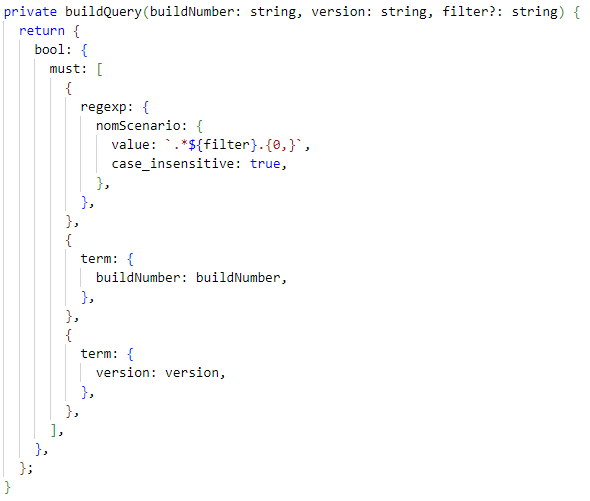 private buildQuery(buildNumber: string, version: string, filter?: string) {
  return {
    bool: {
      must: [
        {
          regexp: {
            nomScenario: {
              value: `.*${filter}.{0,}`,
              case_insensitive: true,
            },
          },
        },
        {
          term: {
            buildNumber: buildNumber,
          },
        },
        {
          term: {
            version: version,
          },
        },
      ],
    },
  };
}